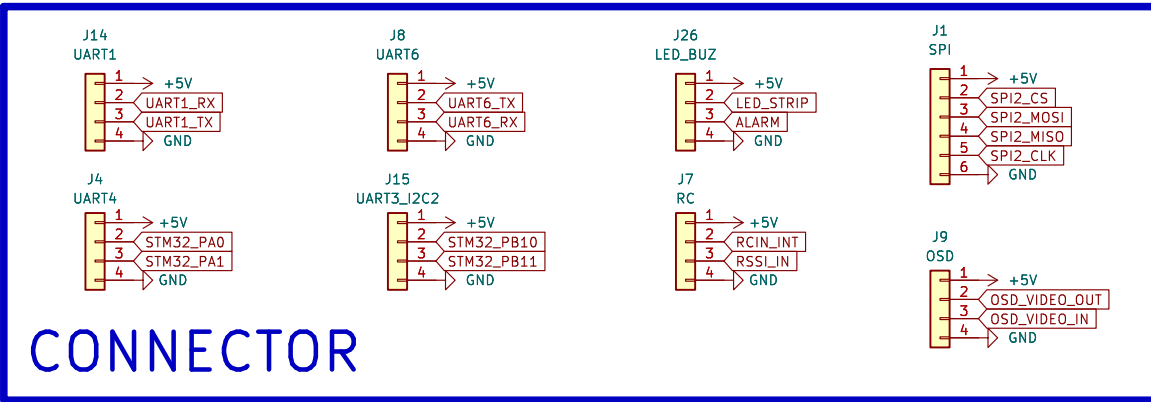 J14
UART1
1 +5V
2 UART1_RX
3 UART1_TX
4 GND
J8
UART6
1 +5V
2 UART6_TX
3 UART6_RX
4 GND
J26
LED_BUZ
1 +5V
2 LED_STRIP
3 ALARM
4 GND
J1
SPI
1 +5V
2 SPI2_CS
3 SPI2_MOSI
4 SPI2_MISO
5 SPI2_CLK
6 GND
J4
UART4
1 +5V
2 STM32_PA0
3 STM32_PA1
4 GND
J15
UART3_I2C2
1 +5V
2 STM32_PB10
3 STM32_PB11
4 GND
J7
RC
1 +5V
2 RCIN_INT
3 RSSI_IN
4 GND
J9
OSD
1 +5V
2 OSD_VIDEO_OUT
3 OSD_VIDEO_IN
4 GND
CONNECTOR